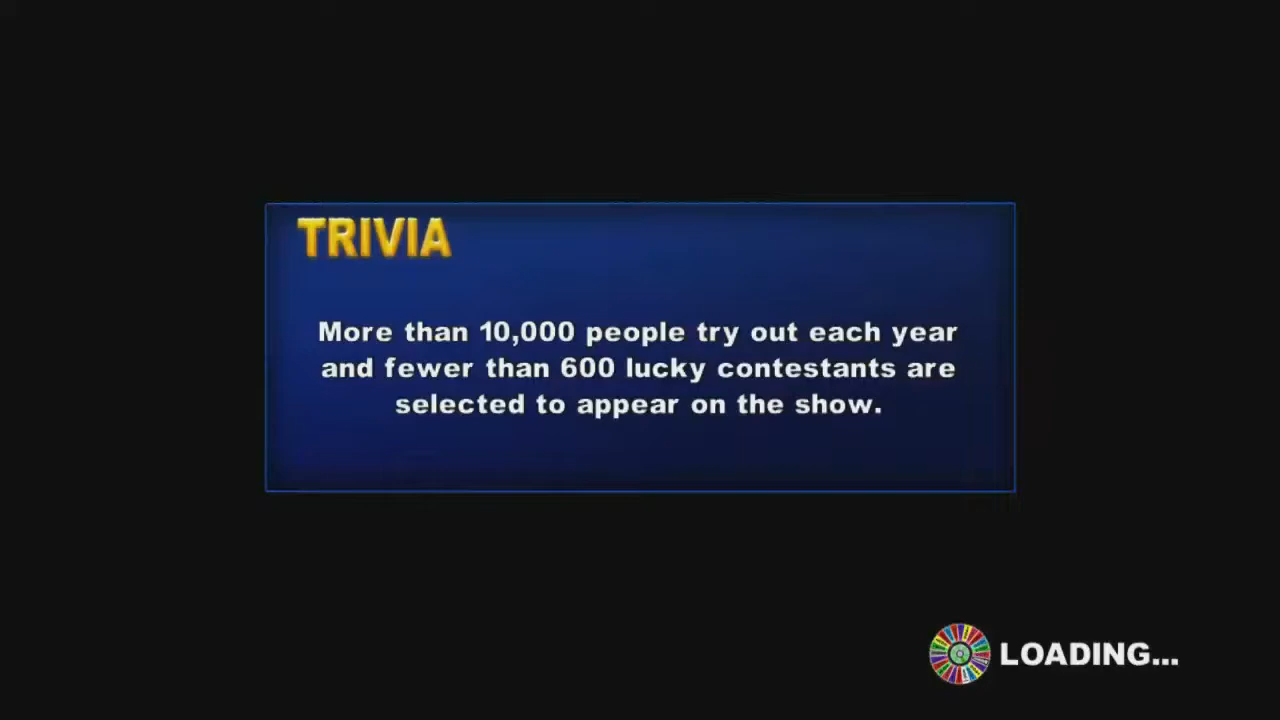 TRIVIA
More than 10,000 people try out each year
and fewer than 600 lucky contestants are
selected to appear on the show.
LOADING...